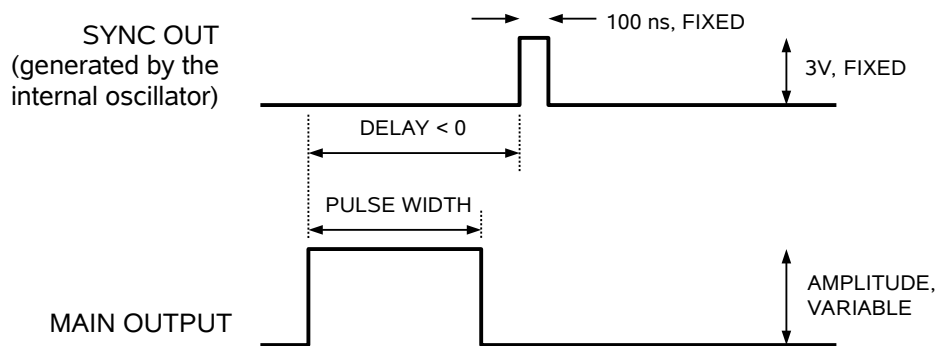 100 ns, FIXED
SYNC OUT
(generated by the
internal oscillator)
3V, FIXED
DELAY < 0
PULSE WIDTH
AMPLITUDE,
VARIABLE
MAIN OUTPUT